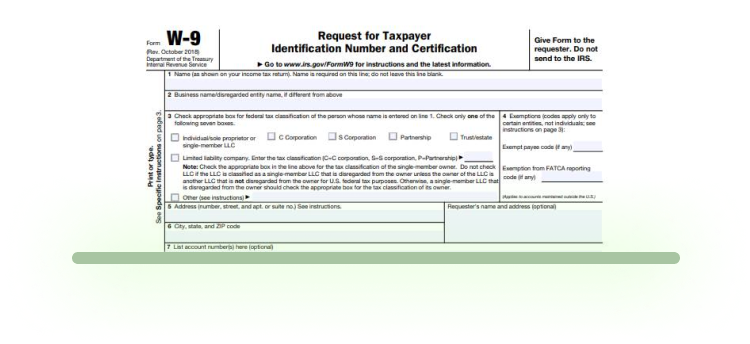 Form W-9
(Rev. October 2018)
Department of the Treasury
Internal Revenue Service
Request for Taxpayer
Identification Number and Certification
▶ Go to www.irs.gov/FormW9 for instructions and the latest information.
Give Form to the
requester. Do not
send to the IRS.
Print or type.
See Specific Instructions on page 3.
1 Name (as shown on your income tax return). Name is required on this line; do not leave this line blank.
2 Business name/disregarded entity name, if different from above
3 Check appropriate box for federal tax classification of the person whose name is entered on line 1. Check only one of the
following seven boxes.
Individual/sole proprietor or
single-member LLC
C Corporation
S Corporation
Partnership
Trust/estate
Limited liability company. Enter the tax classification (C=C corporation, S=S corporation, P=Partnership) ▶
Note: Check the appropriate box in the line above for the tax classification of the single-member owner. Do not check
LLC if the LLC is classified as a single-member LLC that is disregarded from the owner unless the owner of the LLC is
another LLC that is not disregarded from the owner for U.S. federal tax purposes. Otherwise, a single-member LLC that
is disregarded from the owner should check the appropriate box for the tax classification of its owner.
Other (see instructions) ▶
4 Exemptions (codes apply only to
certain entities, not individuals; see
instructions on page 3):
Exempt payee code (if any)
Exemption from FATCA reporting
code (if any)
(Applies to accounts maintained outside the U.S.)
5 Address (number, street, and apt. or suite no.) See instructions.
Requester's name and address (optional)
6 City, state, and ZIP code
7 List account number(s) here (optional)